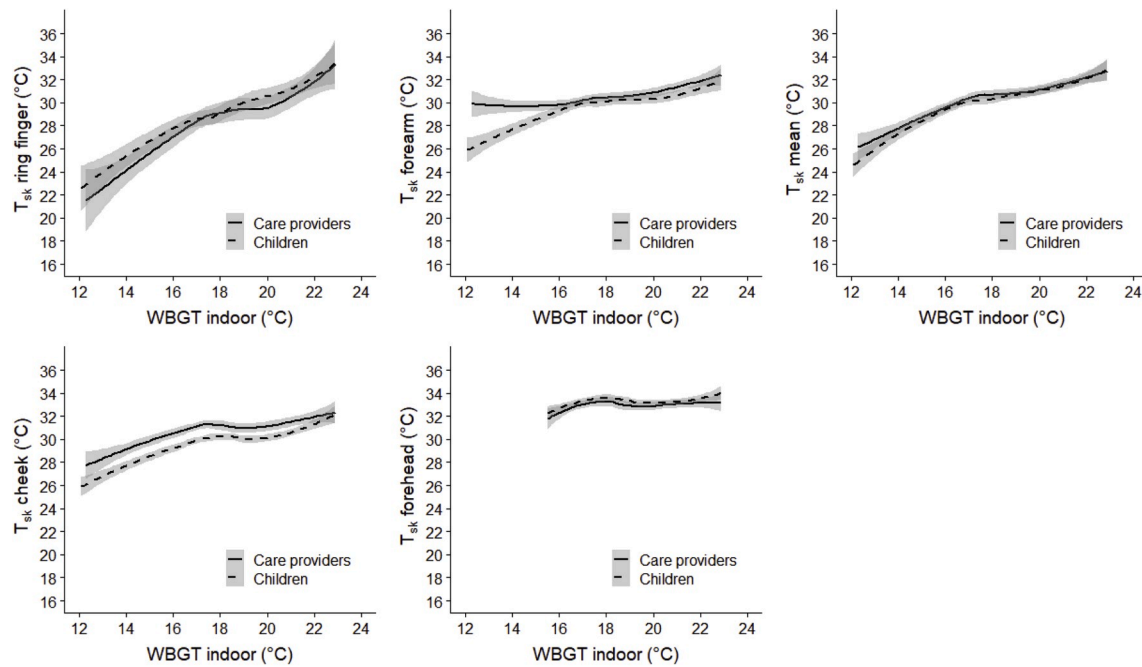 T_sk ring finger (°C)
36
34
32
30
28
26
24
22
20
18
16
Care providers
Children
12 14 16 18 20 22 24
WBGT indoor (°C)
T_sk forearm (°C)
36
34
32
30
28
26
24
22
20
18
16
Care providers
Children
12 14 16 18 20 22 24
WBGT indoor (°C)
T_sk mean (°C)
36
34
32
30
28
26
24
22
20
18
16
Care providers
Children
12 14 16 18 20 22 24
WBGT indoor (°C)
T_sk cheek (°C)
36
34
32
30
28
26
24
22
20
18
16
Care providers
Children
12 14 16 18 20 22 24
WBGT indoor (°C)
T_sk forehead (°C)
36
34
32
30
28
26
24
22
20
18
16
Care providers
Children
12 14 16 18 20 22 24
WBGT indoor (°C)